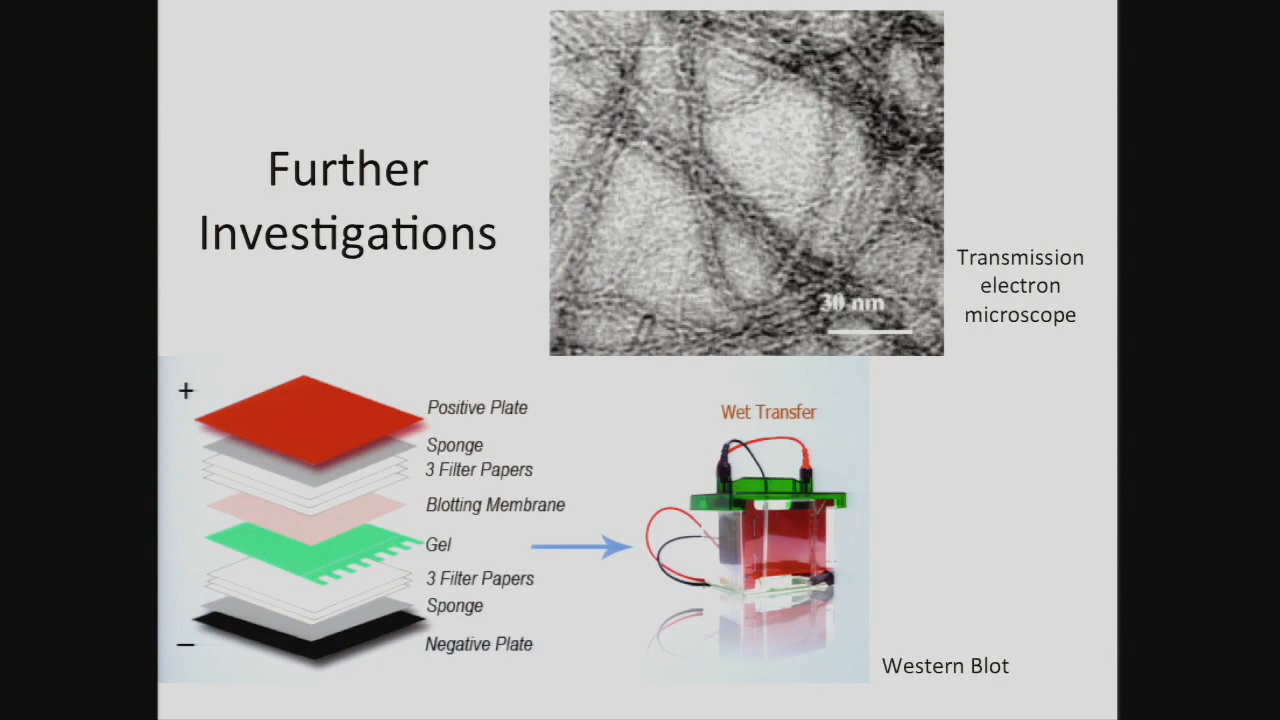 Further
Investigations
30 nm
Transmission
electron
microscope
+
Positive Plate
Sponge
3 Filter Papers
Blotting Membrane
Gel
3 Filter Papers
Sponge
Negative Plate
−
Wet Transfer
Western Blot